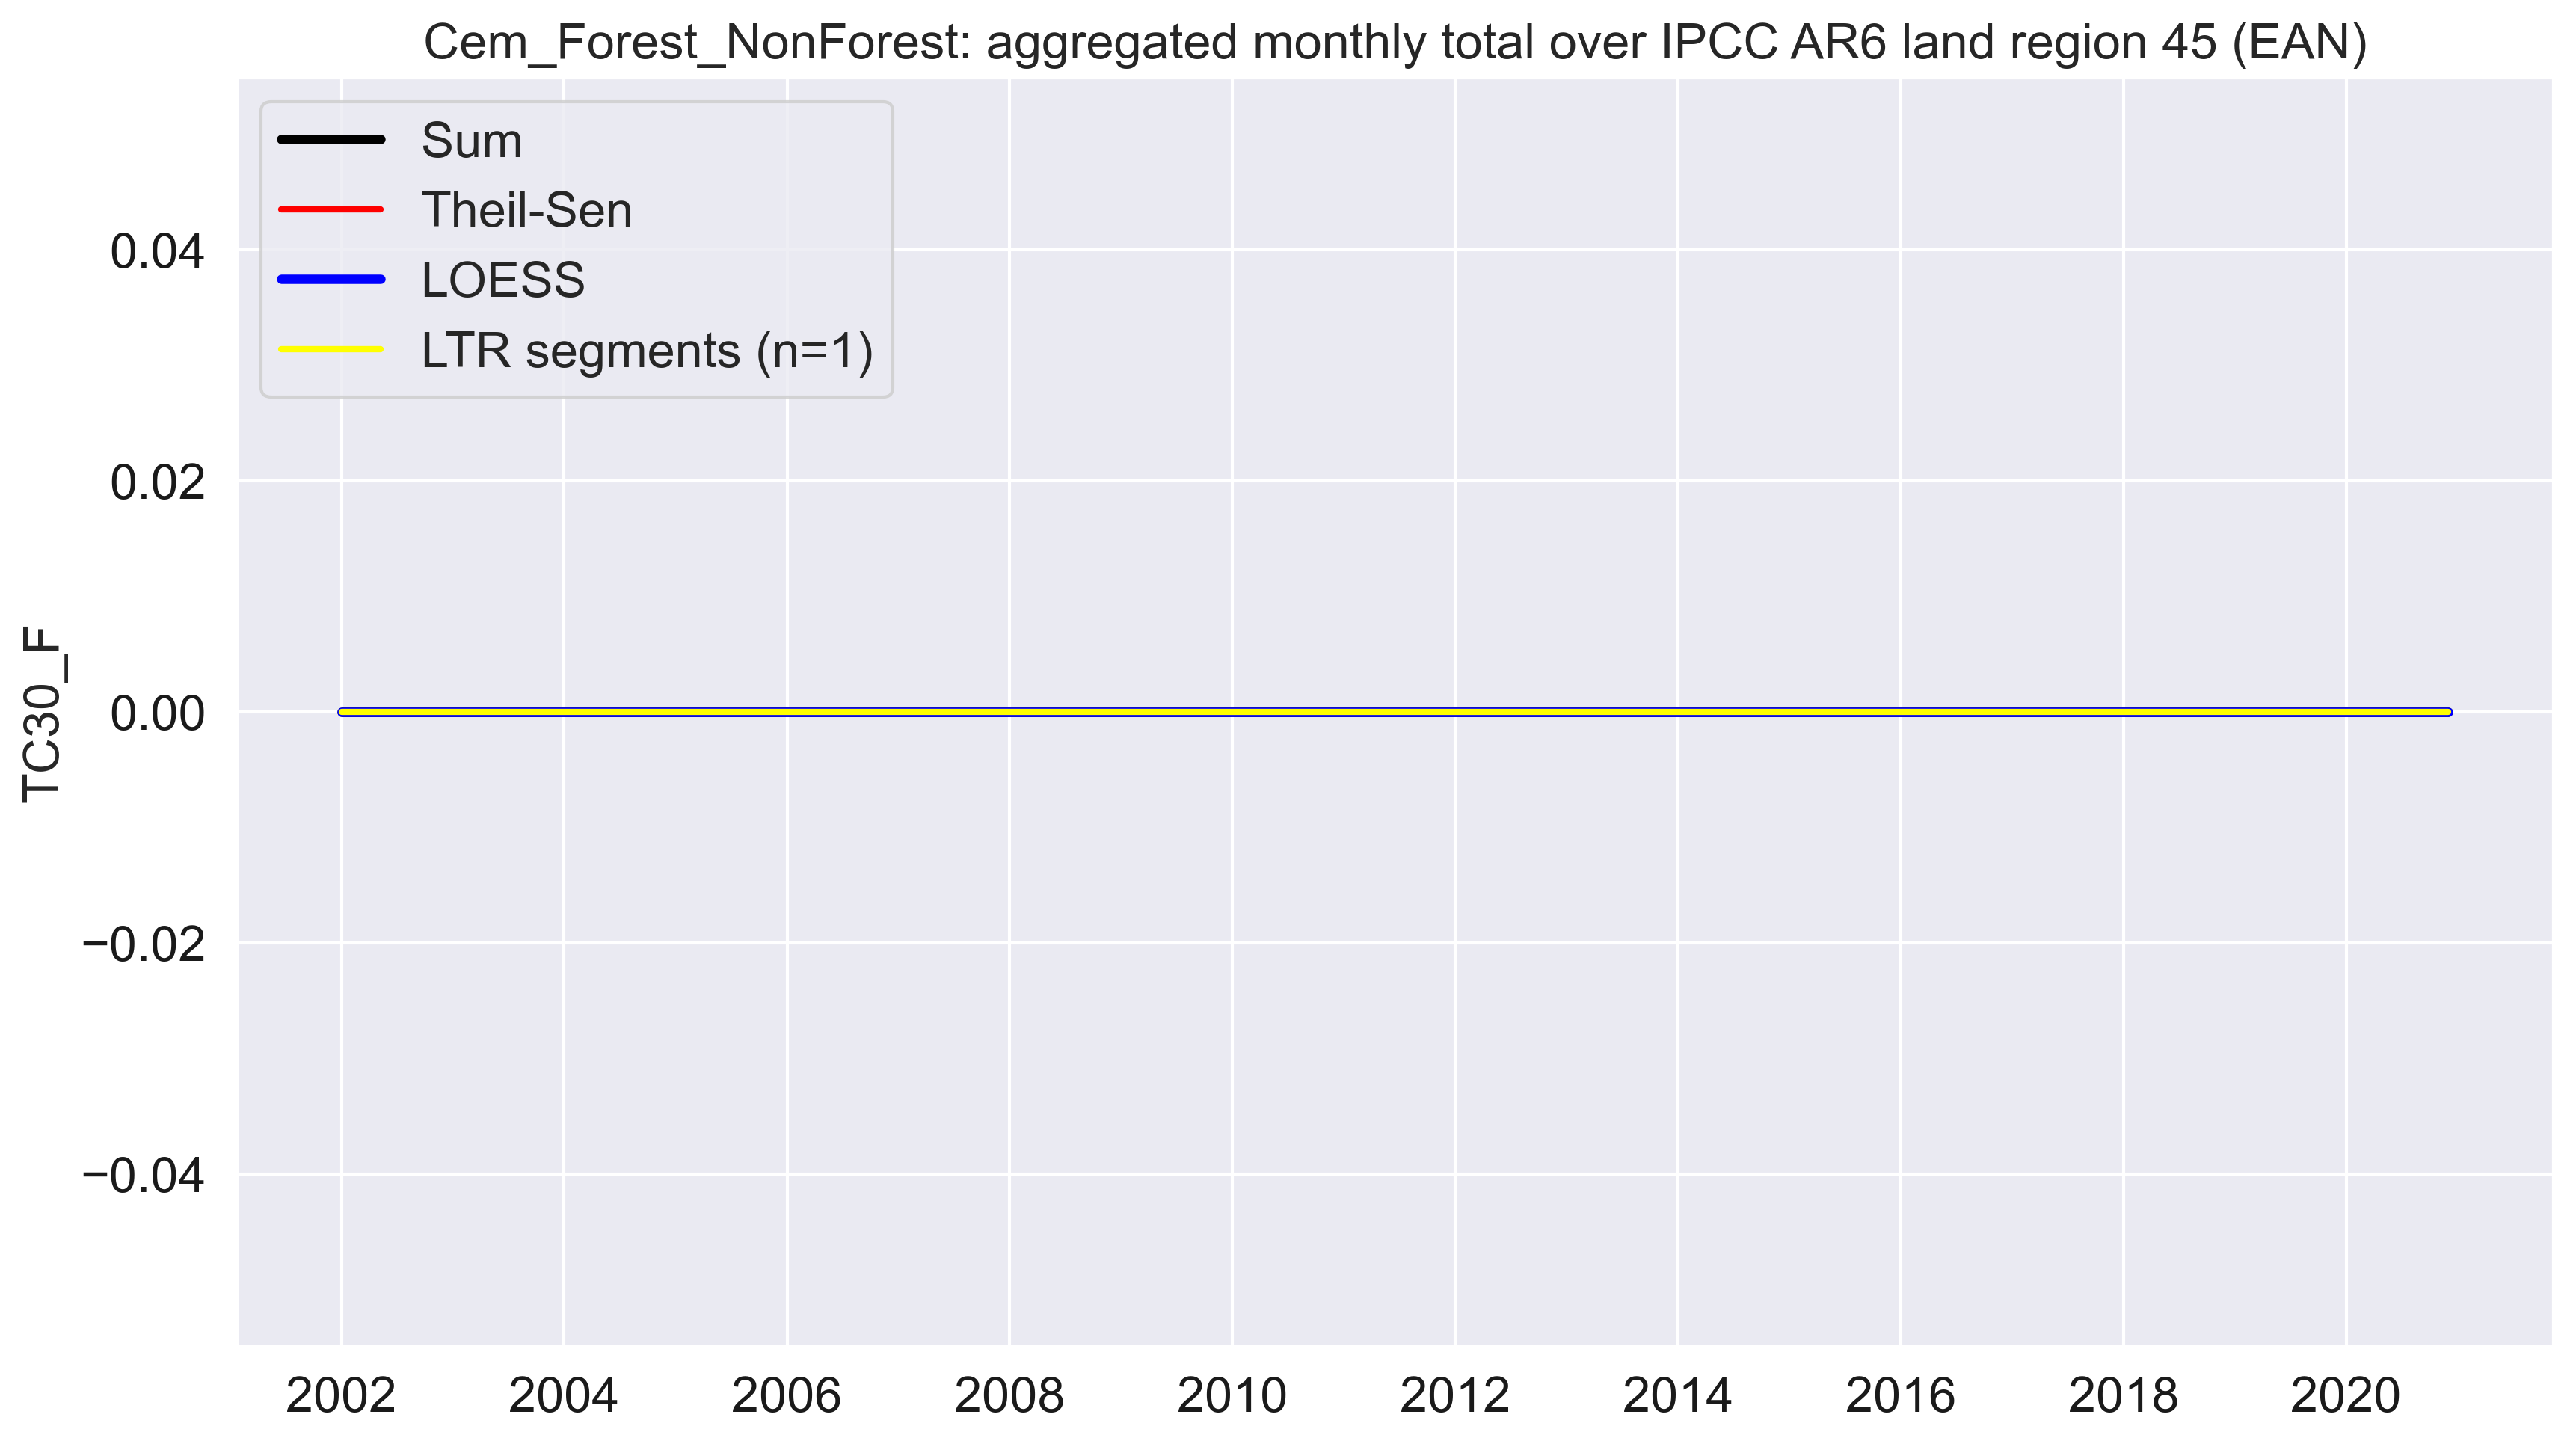 Cem_Forest_NonForest: aggregated monthly total over IPCC AR6 land region 45 (EAN)
Sum
Theil-Sen
LOESS
LTR segments (n=1)
TC30_F
0.04
0.02
0.00
−0.02
−0.04
2002
2004
2006
2008
2010
2012
2014
2016
2018
2020